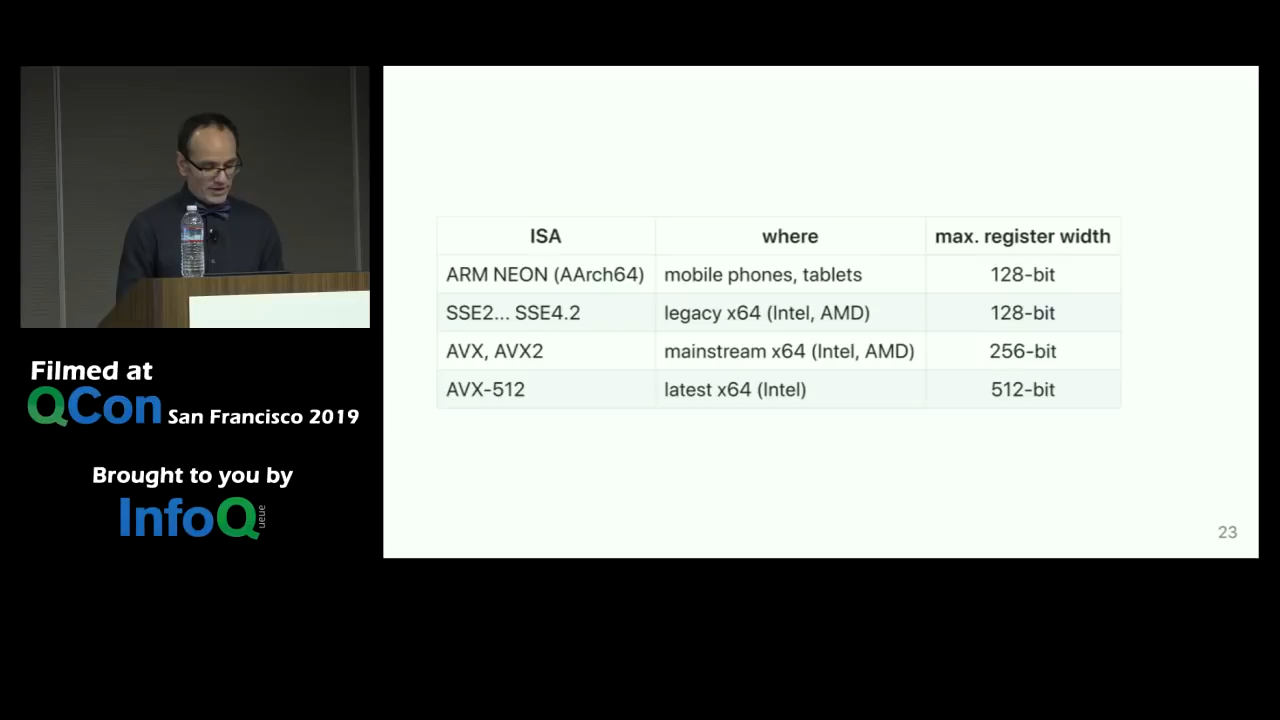 ISA where max. register width
ARM NEON (AArch64) mobile phones, tablets 128-bit
SSE2... SSE4.2 legacy x64 (Intel, AMD) 128-bit
AVX, AVX2 mainstream x64 (Intel, AMD) 256-bit
AVX-512 latest x64 (Intel) 512-bit
23
Filmed at
QCon San Francisco 2019
Brought to you by
InfoQ
ueue